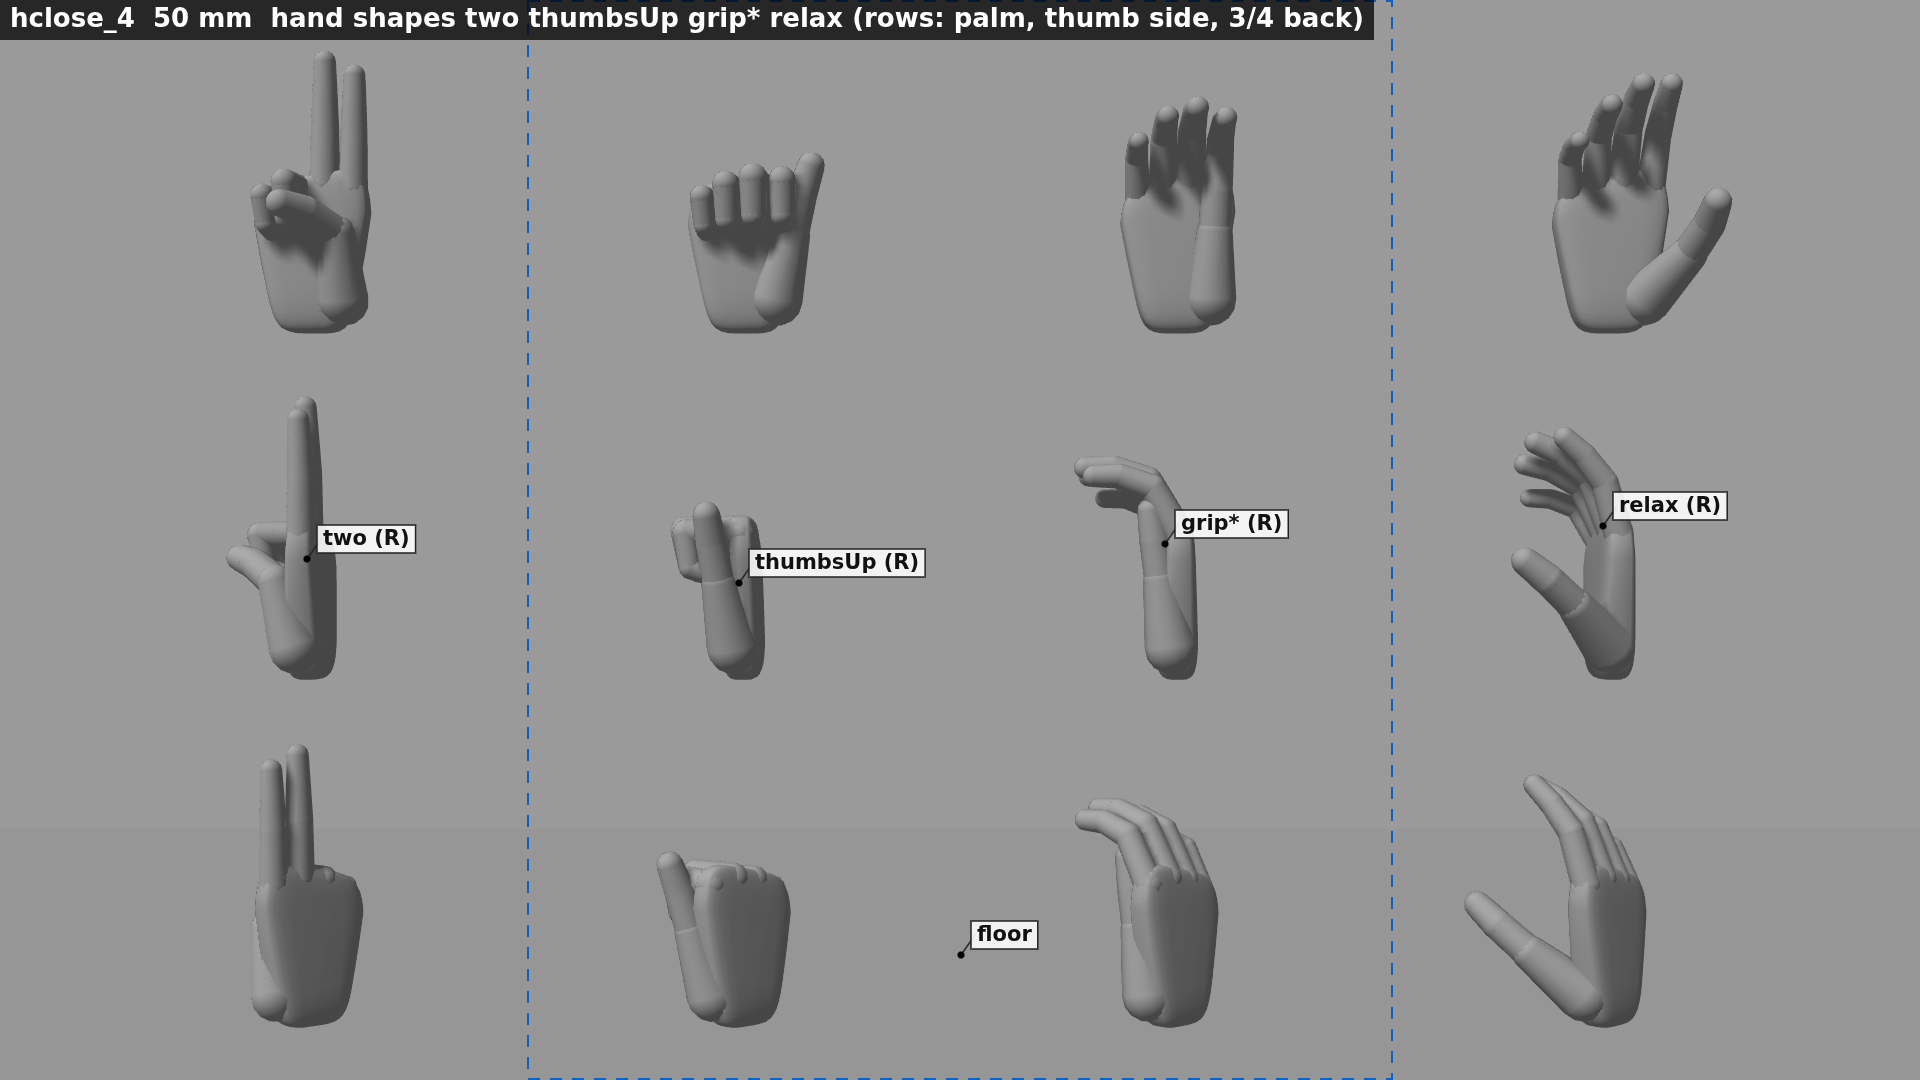 hclose_4  50 mm  hand shapes two thumbsUp grip* relax (rows: palm, thumb side, 3/4 back)
relax (R)
grip* (R)
two (R)
thumbsUp (R)
floor